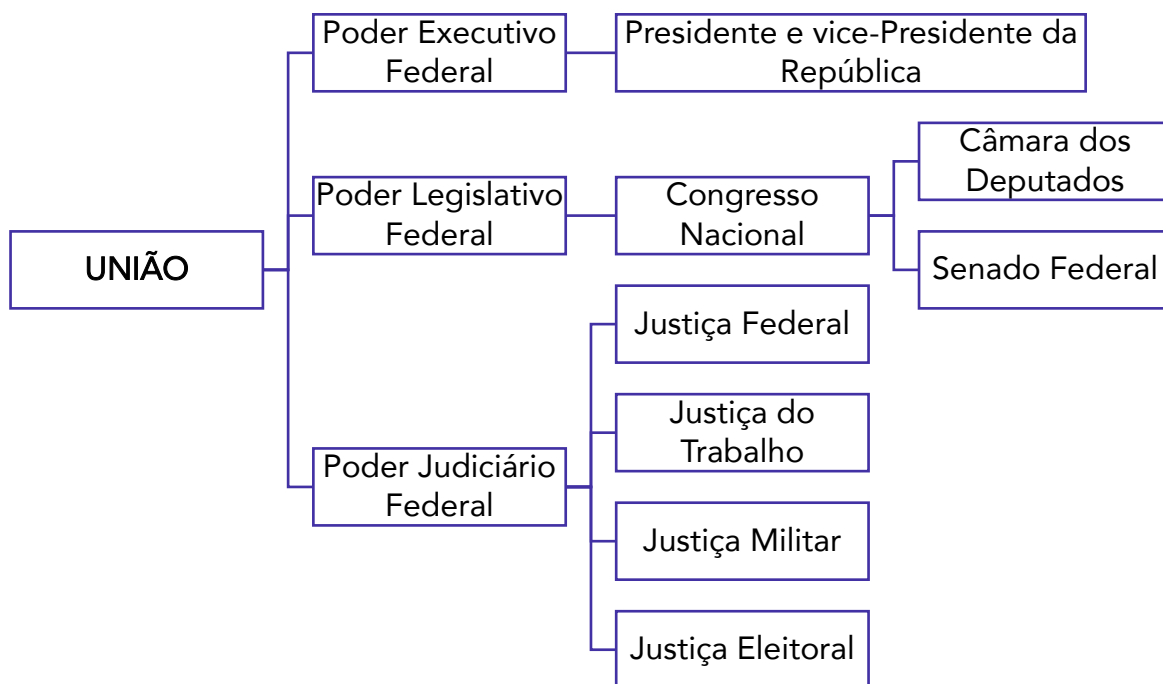 Poder Executivo
Federal
Presidente e vice-Presidente da
República
Câmara dos
Deputados
Poder Legislativo
Federal
Congresso
Nacional
UNIÃO
Senado Federal
Justiça Federal
Justiça do
Trabalho
Poder Judiciário
Federal
Justiça Militar
Justiça Eleitoral